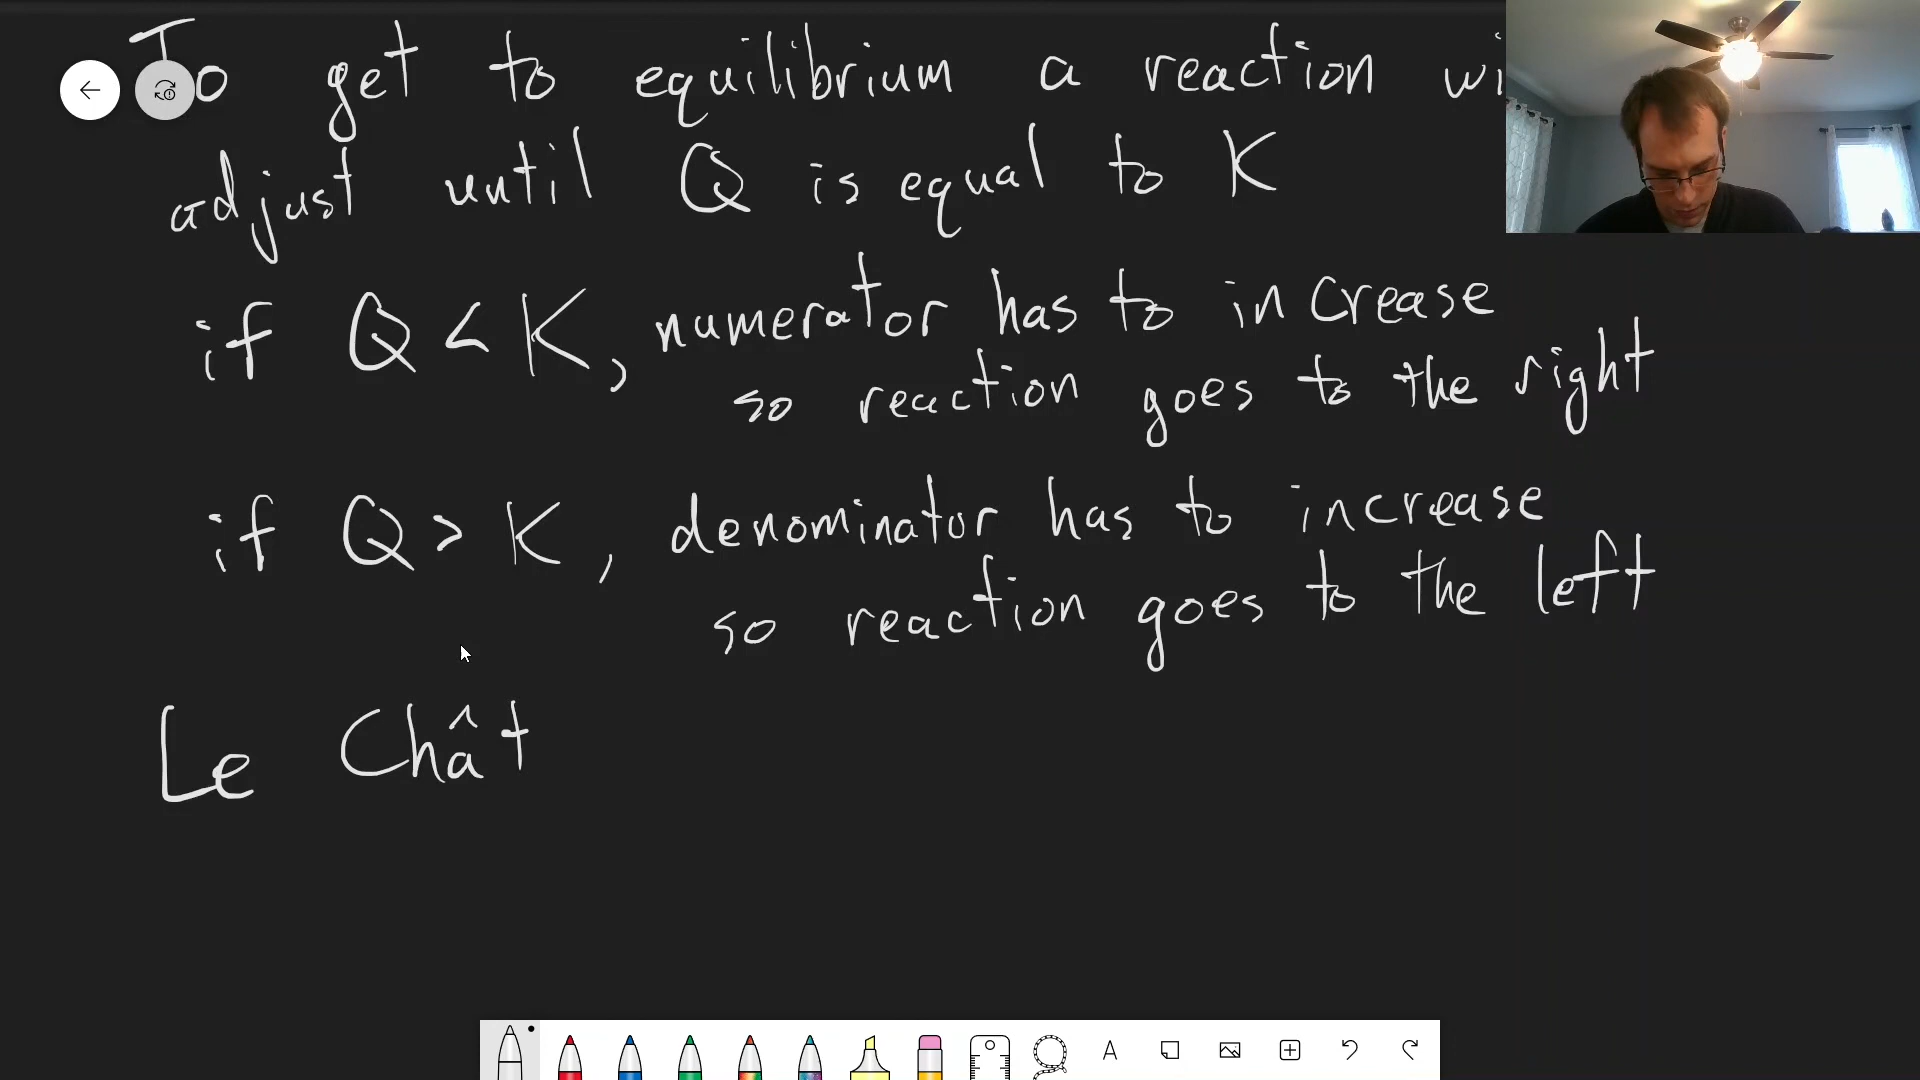 To get to equilibrium a reaction wi
adjust until Q is equal to K
if Q < K, numerator has to increase
so reaction goes to the right
if Q > K, denominator has to increase
so reaction goes to the left
Le Chât
A